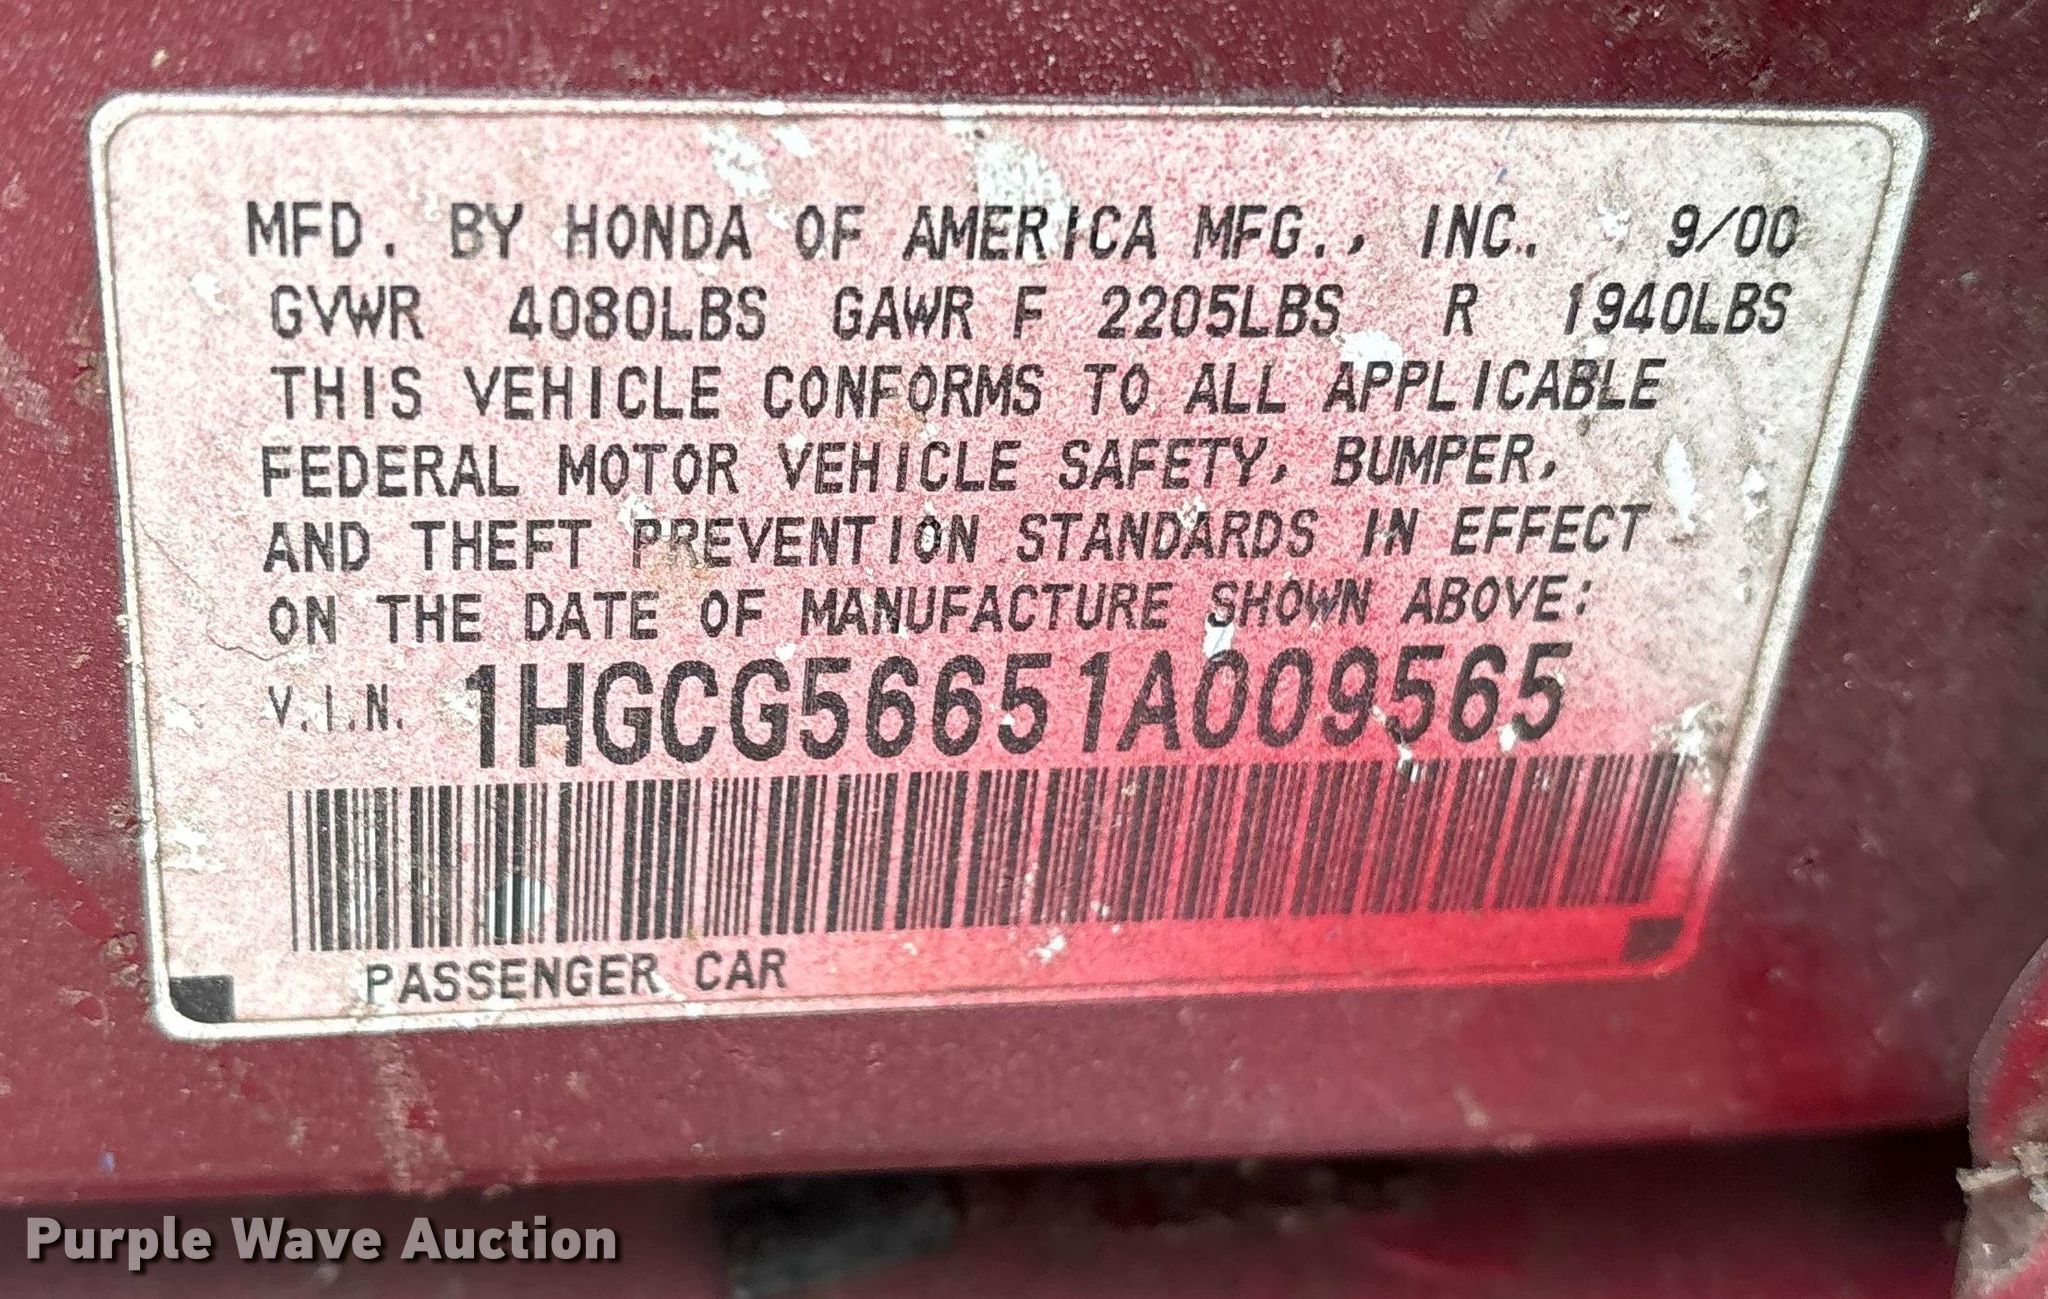 MFD. BY HONDA OF AMERICA MFG., INC. 9/00
GVWR 4080LBS GAWR F 2205LBS R 1940LBS
THIS VEHICLE CONFORMS TO ALL APPLICABLE
FEDERAL MOTOR VEHICLE SAFETY, BUMPER,
AND THEFT PREVENTION STANDARDS IN EFFECT
ON THE DATE OF MANUFACTURE SHOWN ABOVE:
V.I.N. 1HGCG56651A009565
PASSENGER CAR
Purple Wave Auction